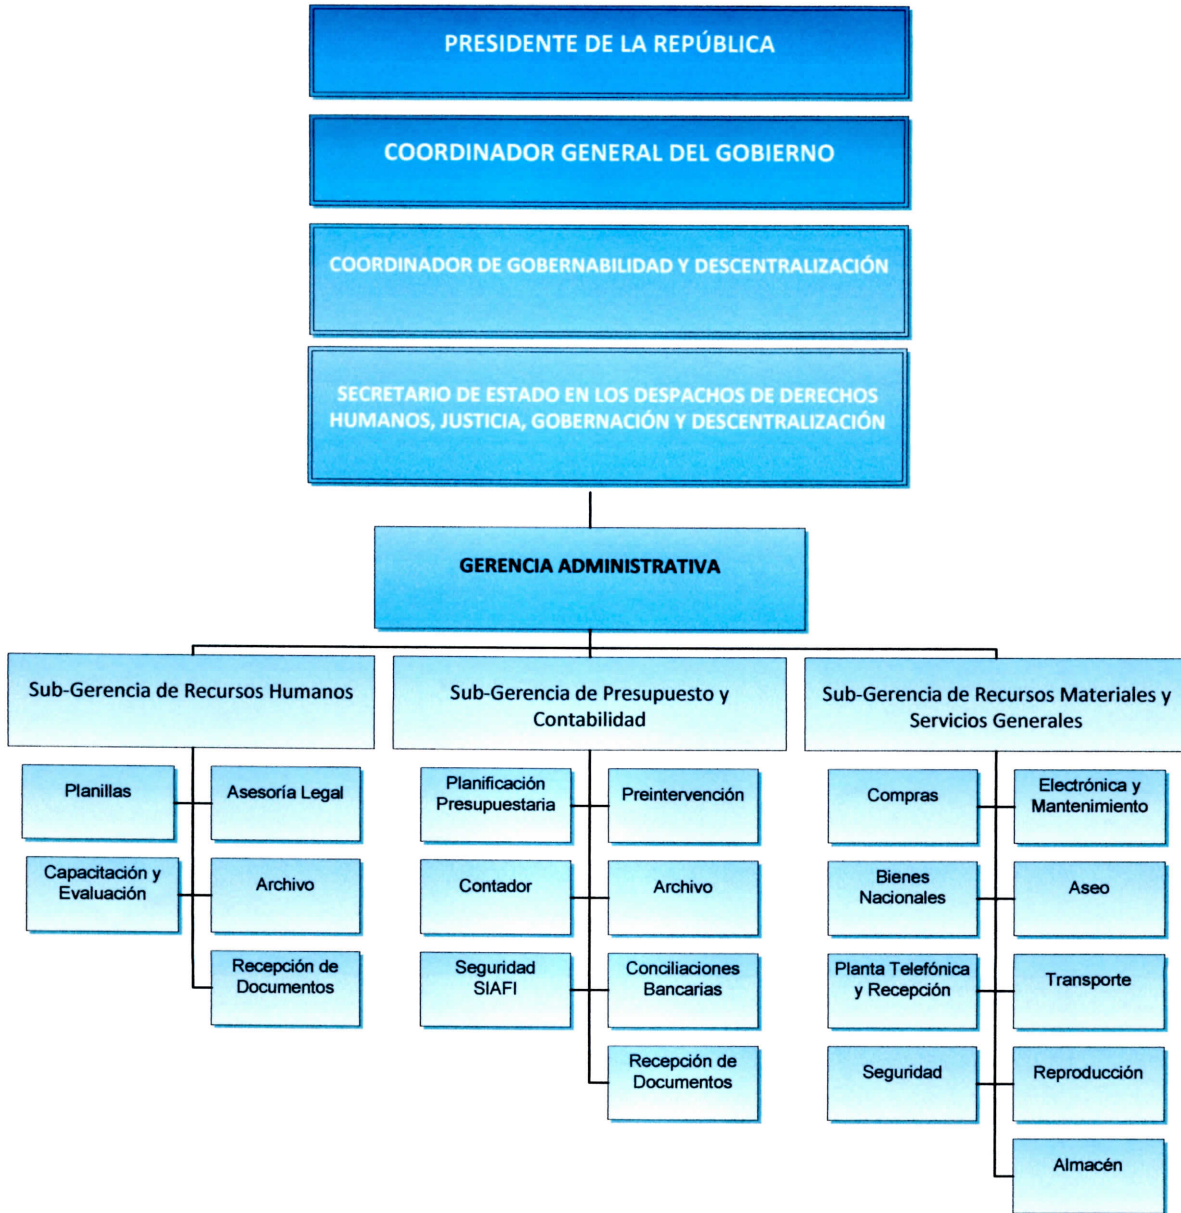 PRESIDENTE DE LA REPÚBLICA
COORDINADOR GENERAL DEL GOBIERNO
COORDINADOR DE GOBERNABILIDAD Y DESCENTRALIZACIÓN
SECRETARIO DE ESTADO EN LOS DESPACHOS DE DERECHOS
HUMANOS, JUSTICIA, GOBERNACIÓN Y DESCENTRALIZACIÓN
GERENCIA ADMINISTRATIVA
Sub-Gerencia de Recursos Humanos
Planillas
Asesoría Legal
Capacitación y
Evaluación
Archivo
Recepción de
Documentos
Sub-Gerencia de Presupuesto y
Contabilidad
Planificación
Presupuestaria
Preintervención
Contador
Archivo
Seguridad
SIAFI
Conciliaciones
Bancarias
Recepción de
Documentos
Sub-Gerencia de Recursos Materiales y
Servicios Generales
Compras
Electrónica y
Mantenimiento
Bienes
Nacionales
Aseo
Planta Telefónica
y Recepción
Transporte
Seguridad
Reproducción
Almacén